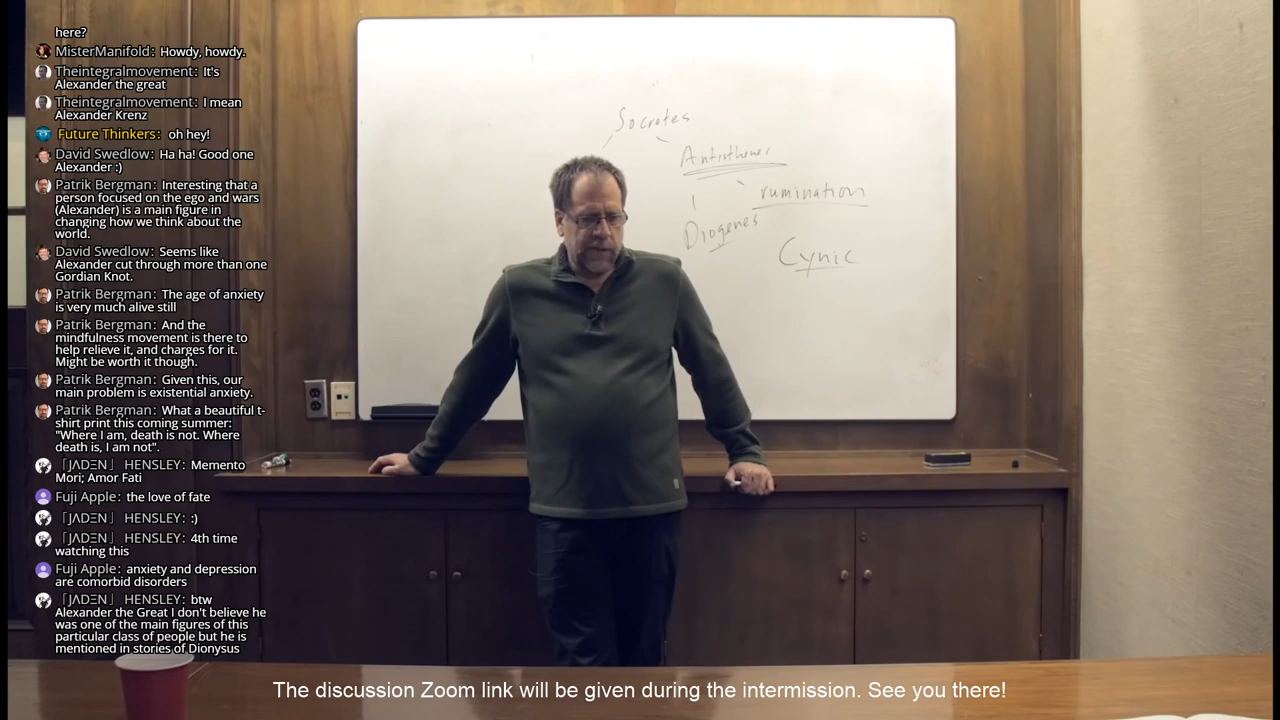 here?
MisterManifold: Howdy, howdy.
Theintegralmovement: It's
Alexander the great
Theintegralmovement: I mean
Alexander Krenz
Future Thinkers: oh hey!
David Swedlow: Ha ha! Good one
Alexander :)
Patrik Bergman: Interesting that a
person focused on the ego and wars
(Alexander) is a main figure in
changing how we think about the
world.
David Swedlow: Seems like
Alexander cut through more than one
Gordian Knot.
Patrik Bergman: The age of anxiety
is very much alive still
Patrik Bergman: And the
mindfulness movement is there to
help relieve it, and charges for it.
Might be worth it though.
Patrik Bergman: Given this, our
main problem is existential anxiety.
Patrik Bergman: What a beautiful t-
shirt print this coming summer:
"Where I am, death is not. Where
death is, I am not".
「JΛDΞN」 HENSLEY: Memento
Mori; Amor Fati
Fuji Apple: the love of fate
「JΛDΞN」 HENSLEY: :)
「JΛDΞN」 HENSLEY: 4th time
watching this
Fuji Apple: anxiety and depression
are comorbid disorders
「JΛDΞN」 HENSLEY: btw
Alexander the Great I don't believe he
was one of the main figures of this
particular class of people but he is
mentioned in stories of Dionysus
Socrates
Antisthenes
rumination
Diogenes
Cynic
The discussion Zoom link will be given during the intermission. See you there!